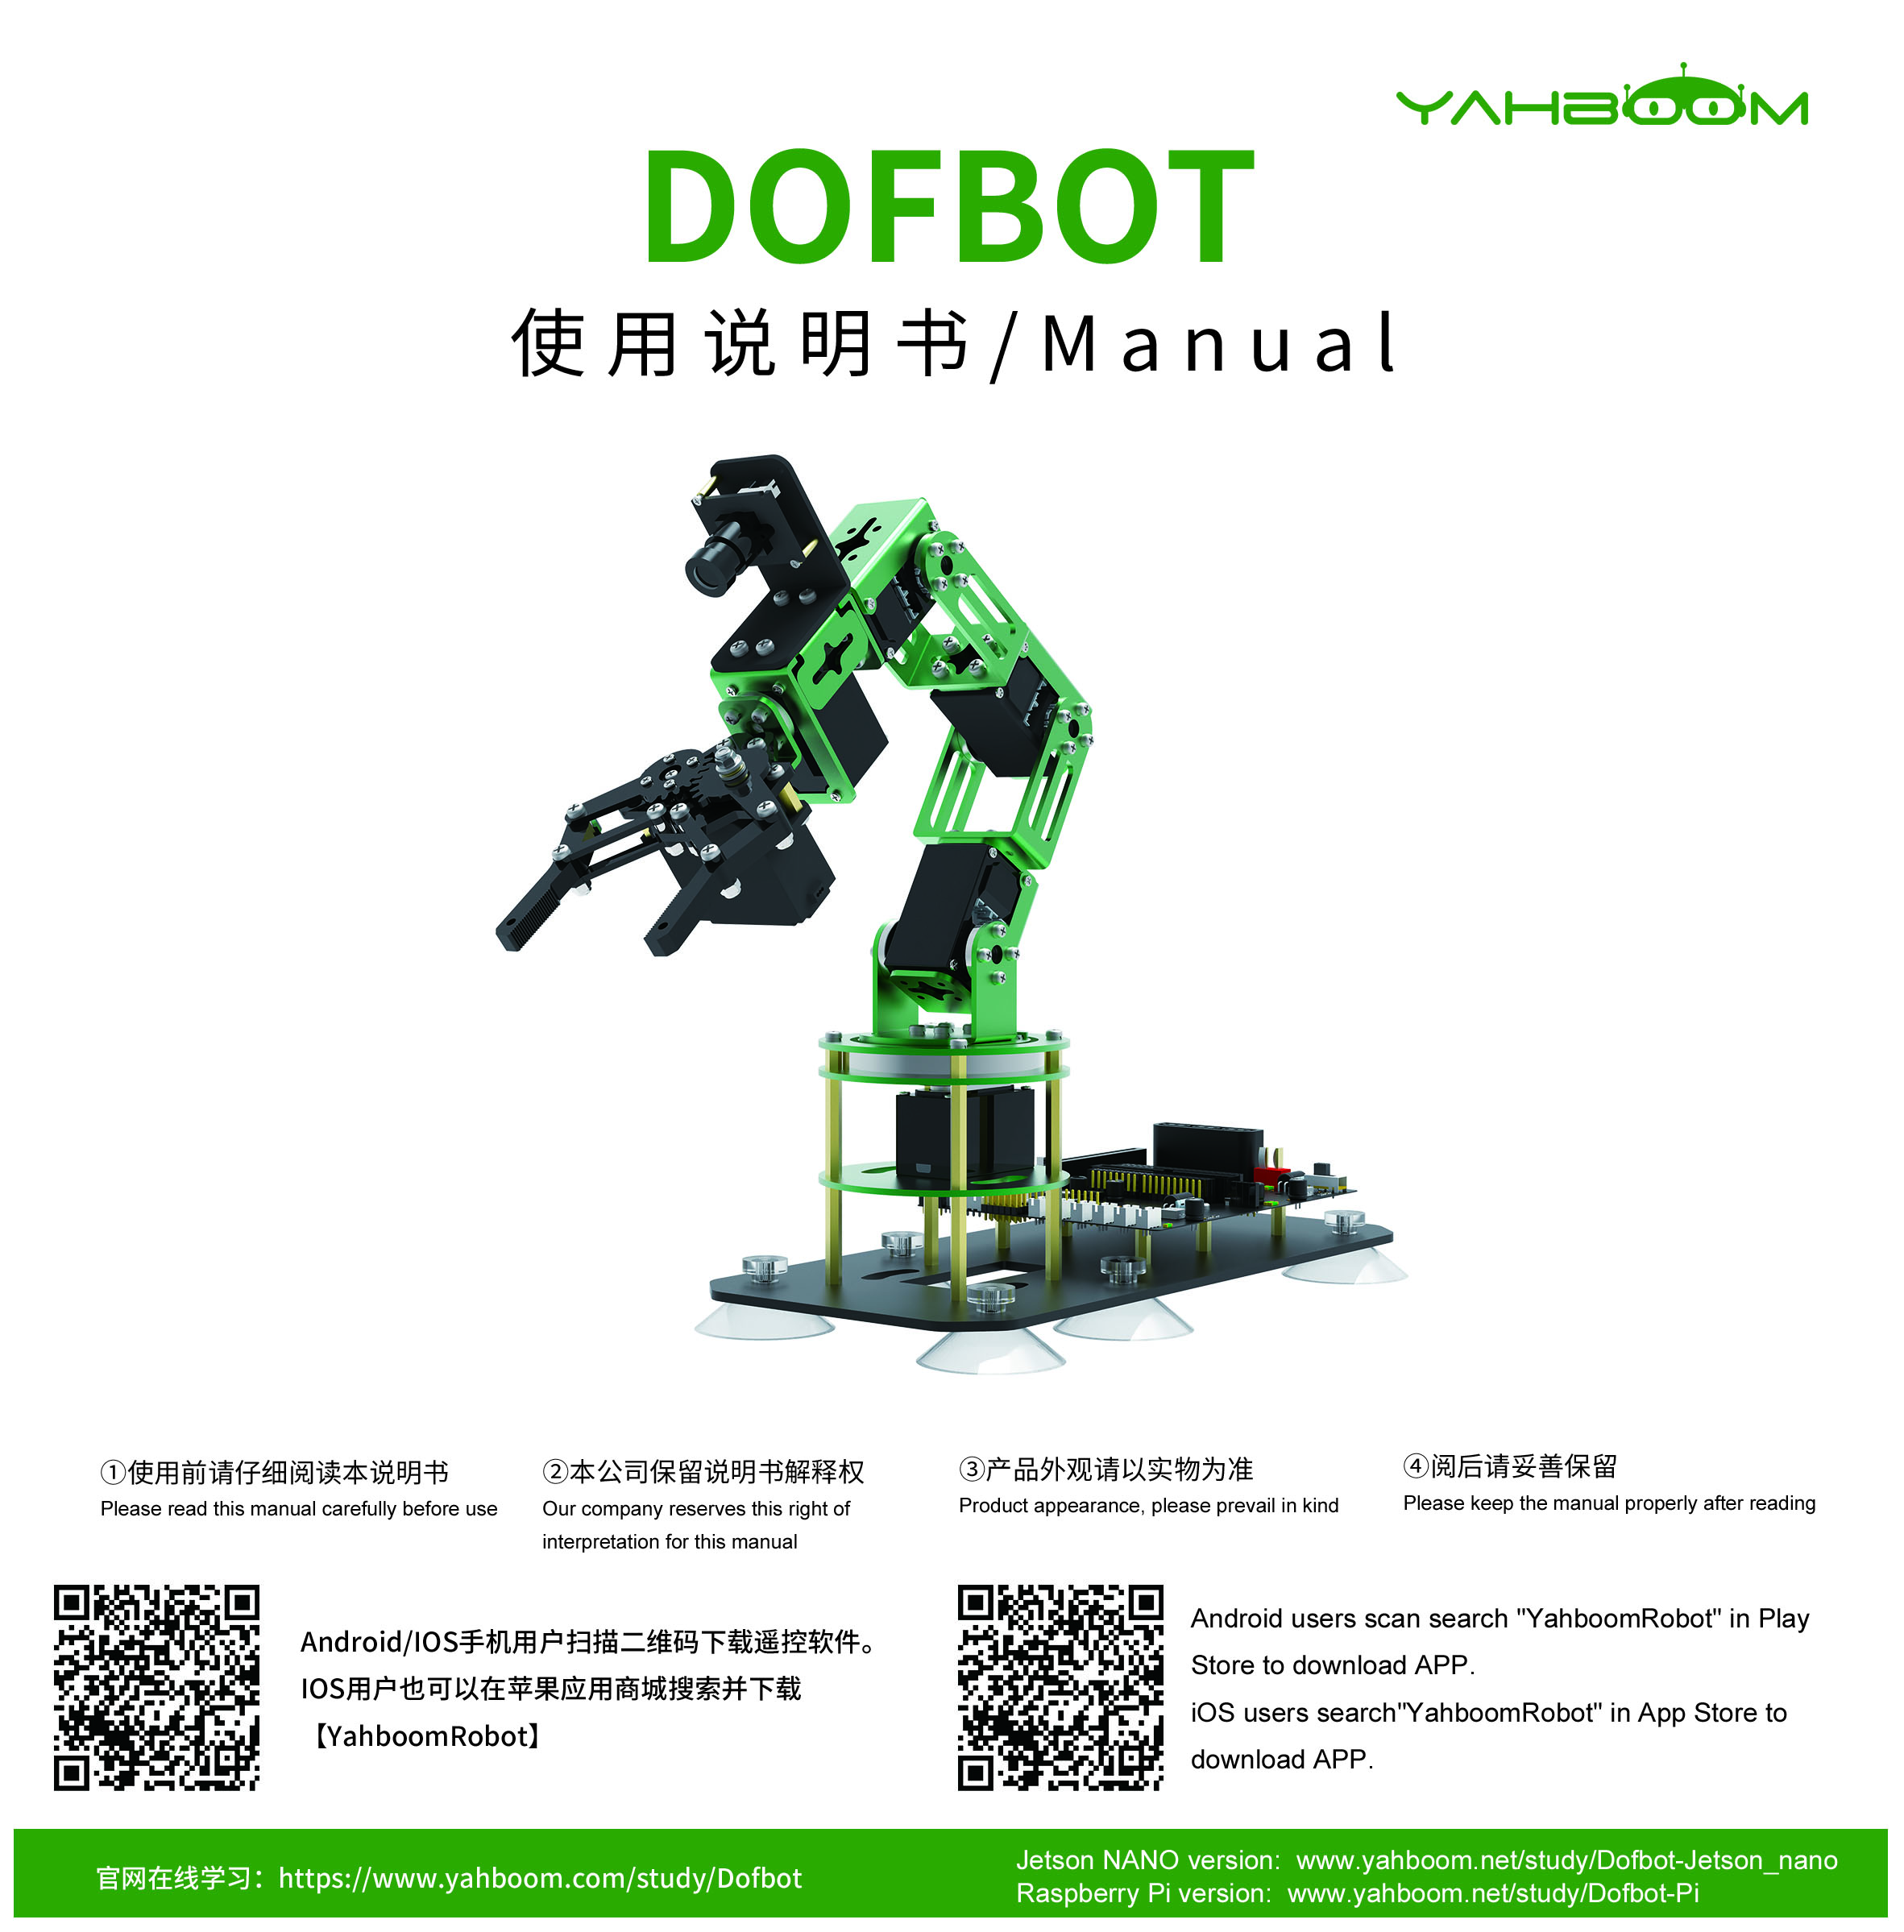 YAHBOOM
DOFBOT
使用说明书/Manual
①使用前请仔细阅读本说明书
Please read this manual carefully before use
②本公司保留说明书解释权
Our company reserves this right of
interpretation for this manual
③产品外观请以实物为准
Product appearance, please prevail in kind
④阅后请妥善保留
Please keep the manual properly after reading
Android/IOS手机用户扫描二维码下载遥控软件。
IOS用户也可以在苹果应用商城搜索并下载
【YahboomRobot】
Android users scan search "YahboomRobot" in Play
Store to download APP.
iOS users search"YahboomRobot" in App Store to
download APP.
官网在线学习：https://www.yahboom.com/study/Dofbot
Jetson NANO version: www.yahboom.net/study/Dofbot-Jetson_nano
Raspberry Pi version: www.yahboom.net/study/Dofbot-Pi